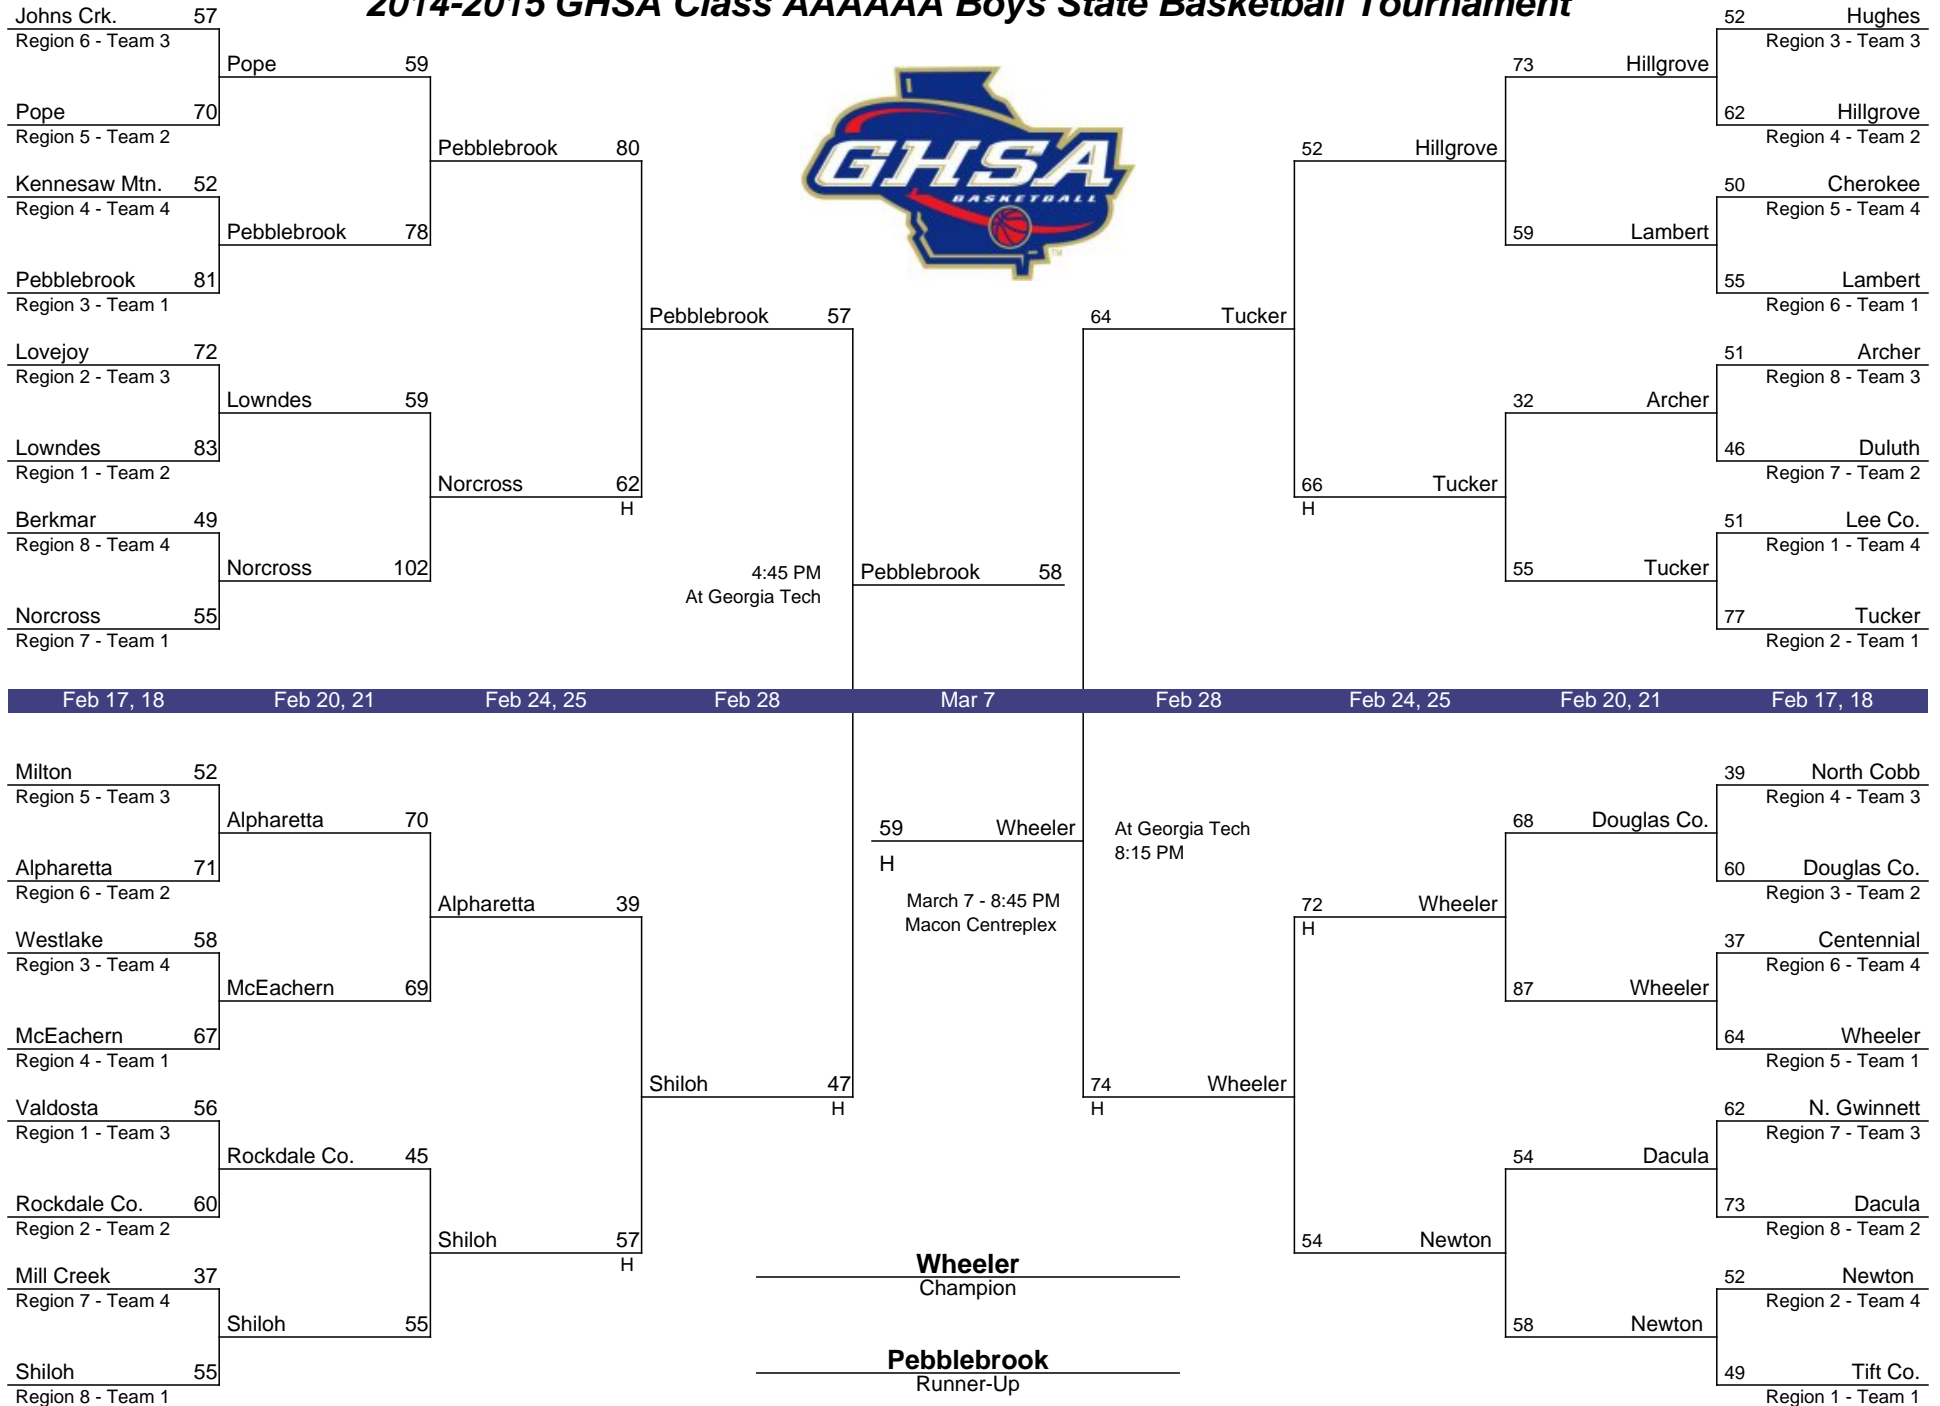 2014-2015 GHSA Class AAAAAA Boys State Basketball Tournament
Johns Crk. 57
Region 6 - Team 3
Pope 59
Pope 70
Region 5 - Team 2
Pebblebrook 80
Kennesaw Mtn. 52
Region 4 - Team 4
Pebblebrook 78
Pebblebrook 81
Region 3 - Team 1
Pebblebrook 57
Lovejoy 72
Region 2 - Team 3
Lowndes 59
Lowndes 83
Region 1 - Team 2
Norcross 62
H
Berkmar 49
Region 8 - Team 4
Norcross 102
Norcross 55
Region 7 - Team 1
4:45 PM
At Georgia Tech
Pebblebrook 58
GHSA
BASKETBALL
TM
52 Hughes
Region 3 - Team 3
73 Hillgrove
62 Hillgrove
Region 4 - Team 2
52 Hillgrove
50 Cherokee
Region 5 - Team 4
59 Lambert
55 Lambert
Region 6 - Team 1
64 Tucker
51 Archer
Region 8 - Team 3
32 Archer
46 Duluth
Region 7 - Team 2
66 Tucker
H
51 Lee Co.
Region 1 - Team 4
55 Tucker
77 Tucker
Region 2 - Team 1
Feb 17, 18 Feb 20, 21 Feb 24, 25 Feb 28 Mar 7 Feb 28 Feb 24, 25 Feb 20, 21 Feb 17, 18
Milton 52
Region 5 - Team 3
Alpharetta 70
Alpharetta 71
Region 6 - Team 2
Alpharetta 39
Westlake 58
Region 3 - Team 4
McEachern 69
McEachern 67
Region 4 - Team 1
Shiloh 47
H
Valdosta 56
Region 1 - Team 3
Rockdale Co. 45
Rockdale Co. 60
Region 2 - Team 2
Shiloh 57
H
Mill Creek 37
Region 7 - Team 4
Shiloh 55
Shiloh 55
Region 8 - Team 1
59 Wheeler
H
March 7 - 8:45 PM
Macon Centreplex
At Georgia Tech
8:15 PM
39 North Cobb
Region 4 - Team 3
68 Douglas Co.
60 Douglas Co.
Region 3 - Team 2
72 Wheeler
H
37 Centennial
Region 6 - Team 4
87 Wheeler
64 Wheeler
Region 5 - Team 1
74 Wheeler
H
62 N. Gwinnett
Region 7 - Team 3
54 Dacula
73 Dacula
Region 8 - Team 2
54 Newton
52 Newton
Region 2 - Team 4
58 Newton
49 Tift Co.
Region 1 - Team 1
Wheeler
Champion
Pebblebrook
Runner-Up